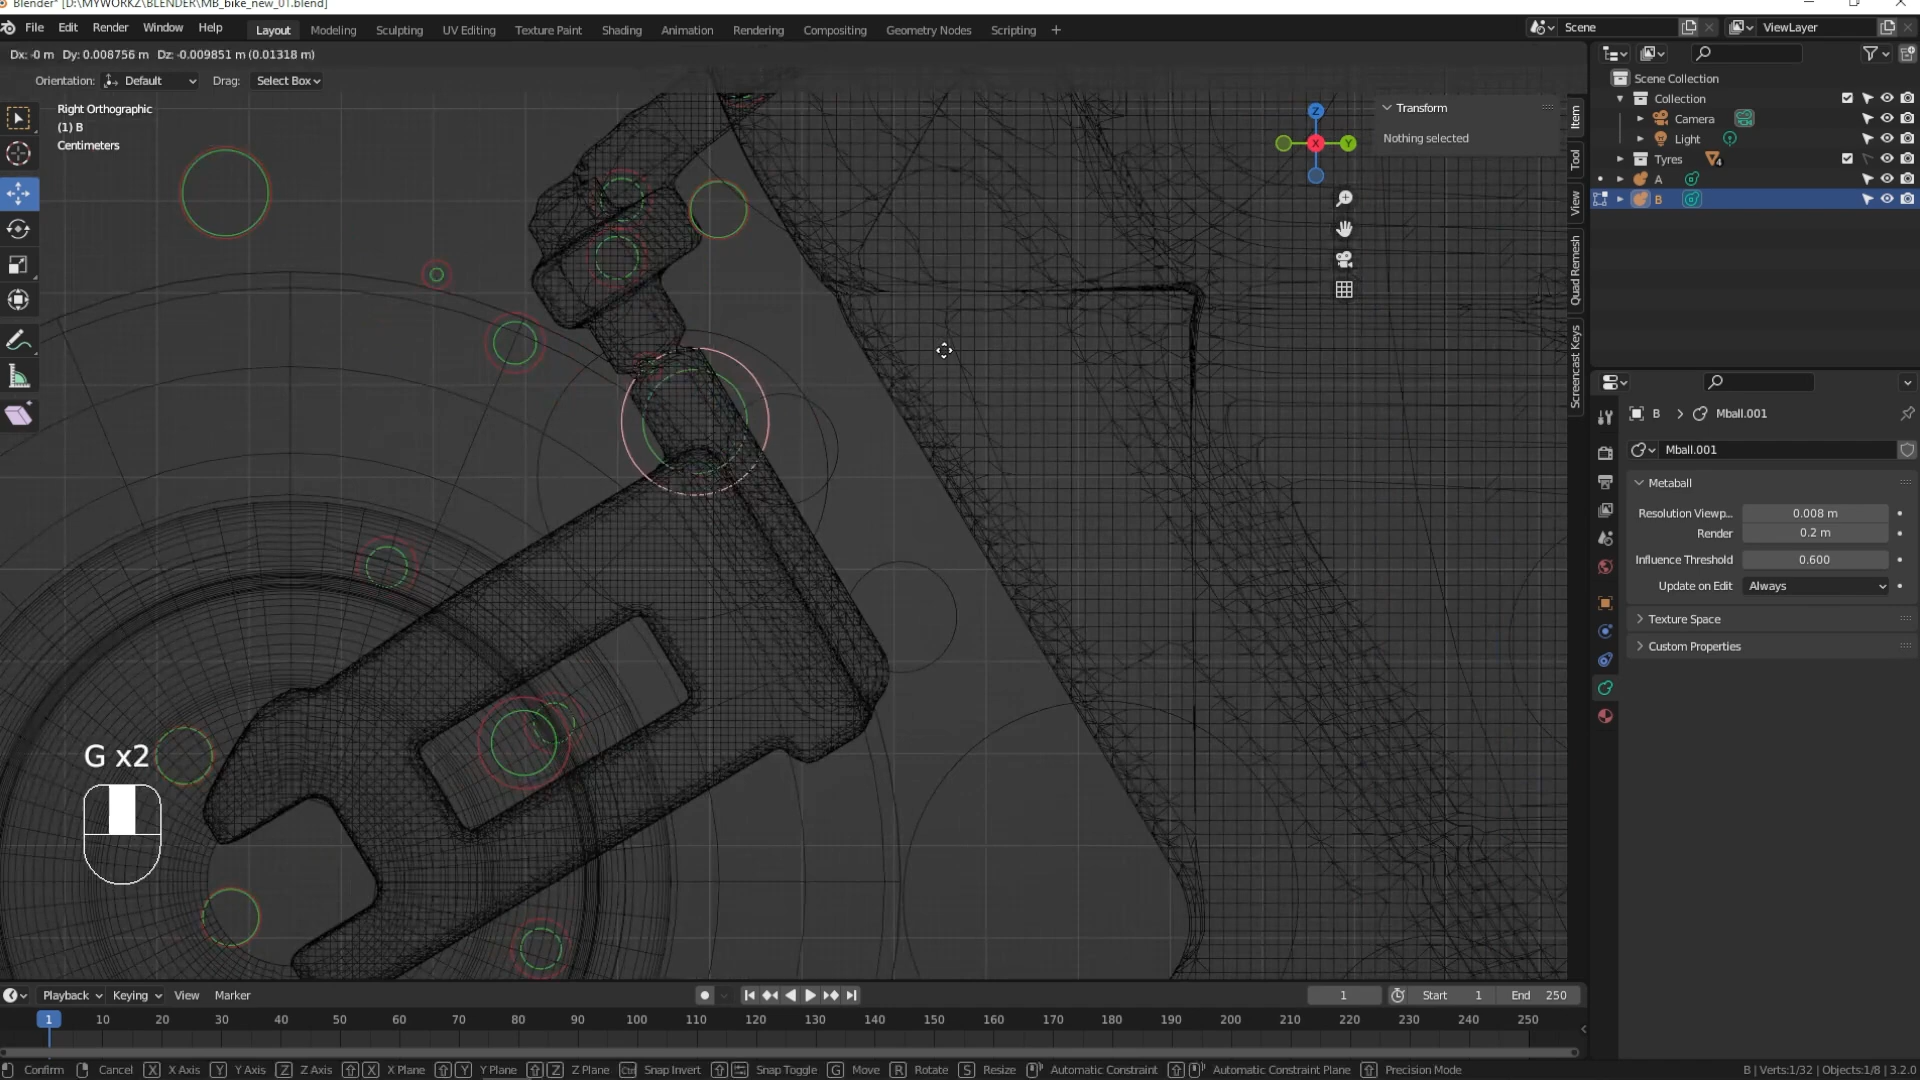 Blender* [D:\MYWORKZ\BLENDER\MB_bike_new_01.blend]
File Edit Render Window Help Layout Modeling Sculpting UV Editing Texture Paint Shading Animation Rendering Compositing Geometry Nodes Scripting + Scene ViewLayer
Dx: -0 m Dy: 0.008756 m Dz: -0.009851 m (0.01318 m)
Orientation: Default Drag: Select Box
Right Orthographic
(1) B
Centimeters
Z
X
Y
Transform
Nothing selected
Item
Tool
View
Quad Remesh
Screencast Keys
Scene Collection
Collection
Camera
Light
Tyres 4
A
B
B > Mball.001
Mball.001
Metaball
Resolution Viewp... 0.008 m
Render 0.2 m
Influence Threshold 0.600
Update on Edit Always
Texture Space
Custom Properties
G x2
Playback Keying View Marker 1 Start 1 End 250
1 10 20 30 40 50 60 70 80 90 100 110 120 130 140 150 160 170 180 190 200 210 220 230 240 250
Confirm Cancel X X Axis Y Y Axis Z Z Axis X X Plane Y Y Plane Z Z Plane Ctrl Snap Invert Snap Toggle G Move R Rotate S Resize Automatic Constraint Automatic Constraint Plane Precision Mode B | Verts:1/32 | Objects:1/8 | 3.2.0